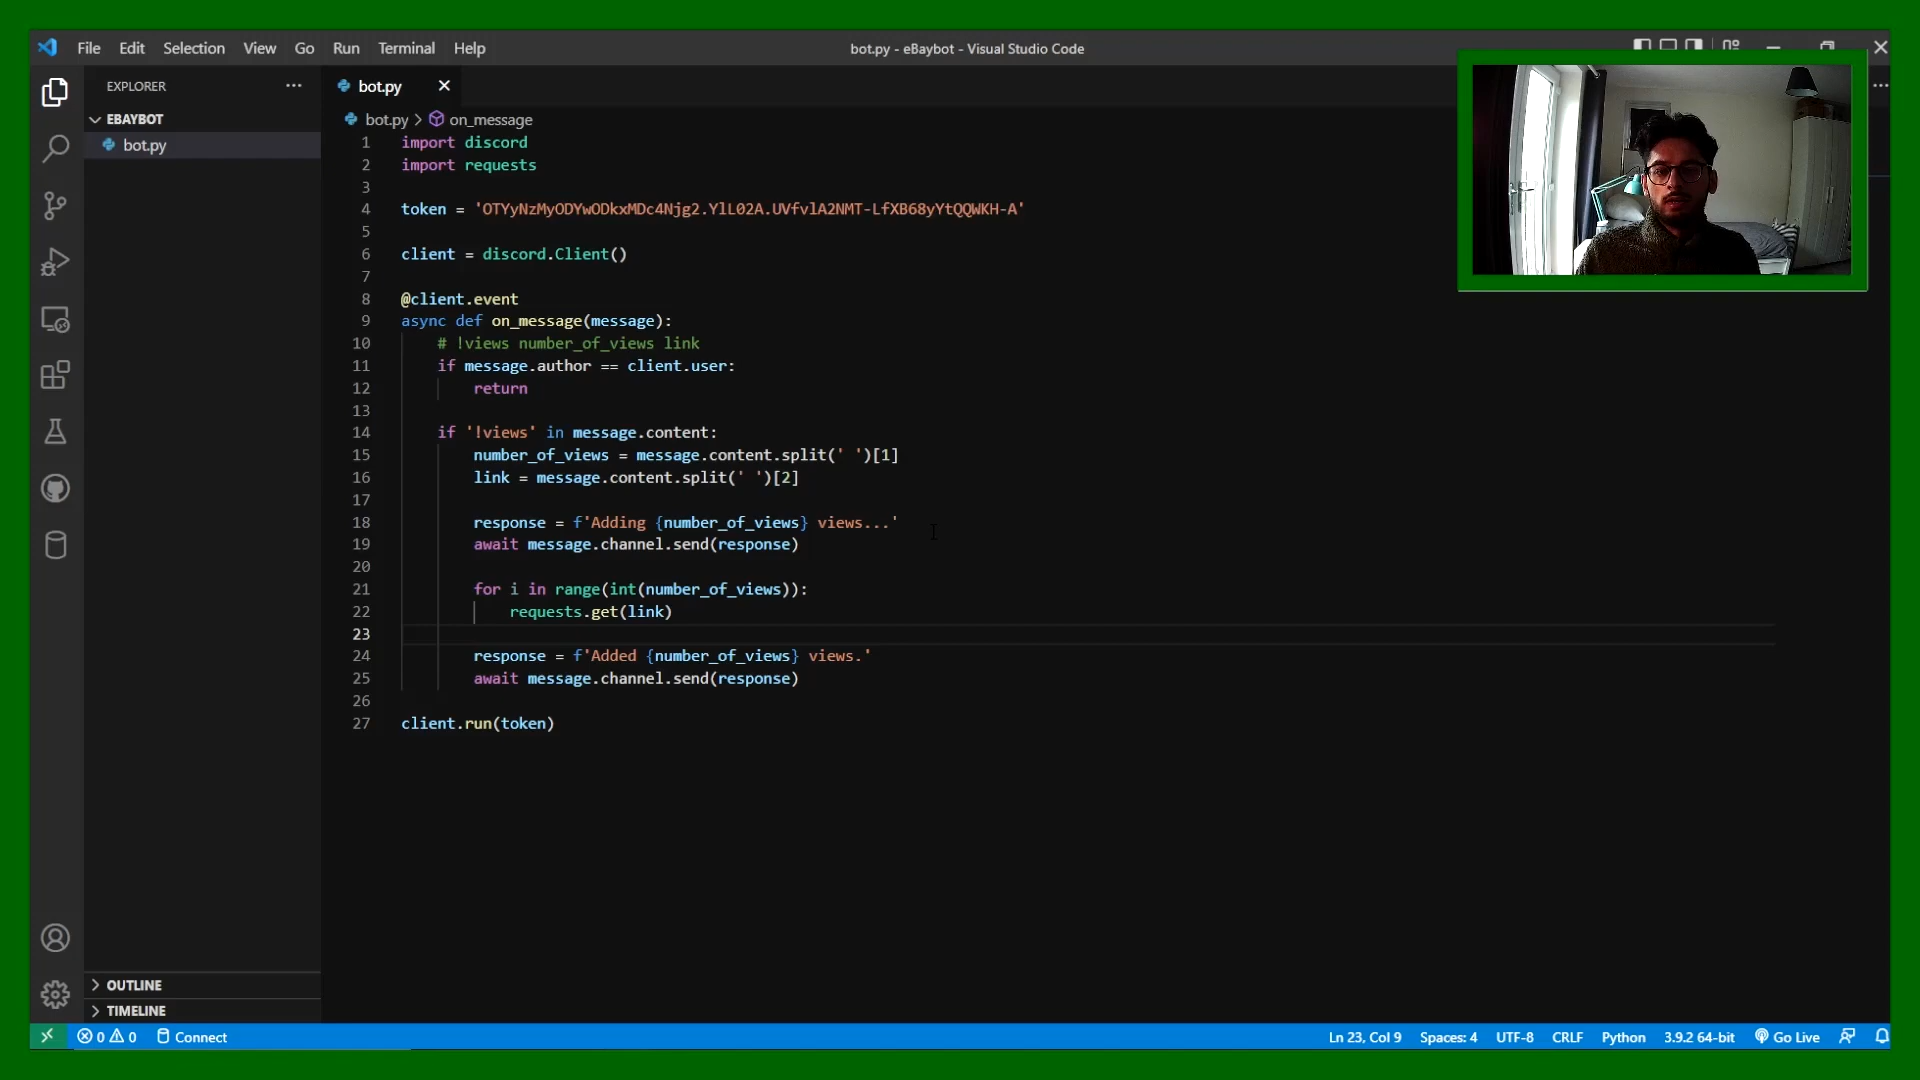 File Edit Selection View Go Run Terminal Help
bot.py - eBaybot - Visual Studio Code
EXPLORER
bot.py
EBAYBOT
bot.py
bot.py > on_message
1 import discord
2 import requests
3
4 token = 'OTYyNzMyODYwODkxMDc4Njg2.YlL02A.UVfvlA2NMT-LfXB68yYtQQWKH-A'
5
6 client = discord.Client()
7
8 @client.event
9 async def on_message(message):
10 # !views number_of_views link
11 if message.author == client.user:
12 return
13
14 if '!views' in message.content:
15 number_of_views = message.content.split(' ')[1]
16 link = message.content.split(' ')[2]
17
18 response = f'Adding {number_of_views} views...'
19 await message.channel.send(response)
20
21 for i in range(int(number_of_views)):
22 requests.get(link)
23
24 response = f'Added {number_of_views} views.'
25 await message.channel.send(response)
26
27 client.run(token)
OUTLINE
TIMELINE
0 0 Connect
Ln 23, Col 9 Spaces: 4 UTF-8 CRLF Python 3.9.2 64-bit Go Live